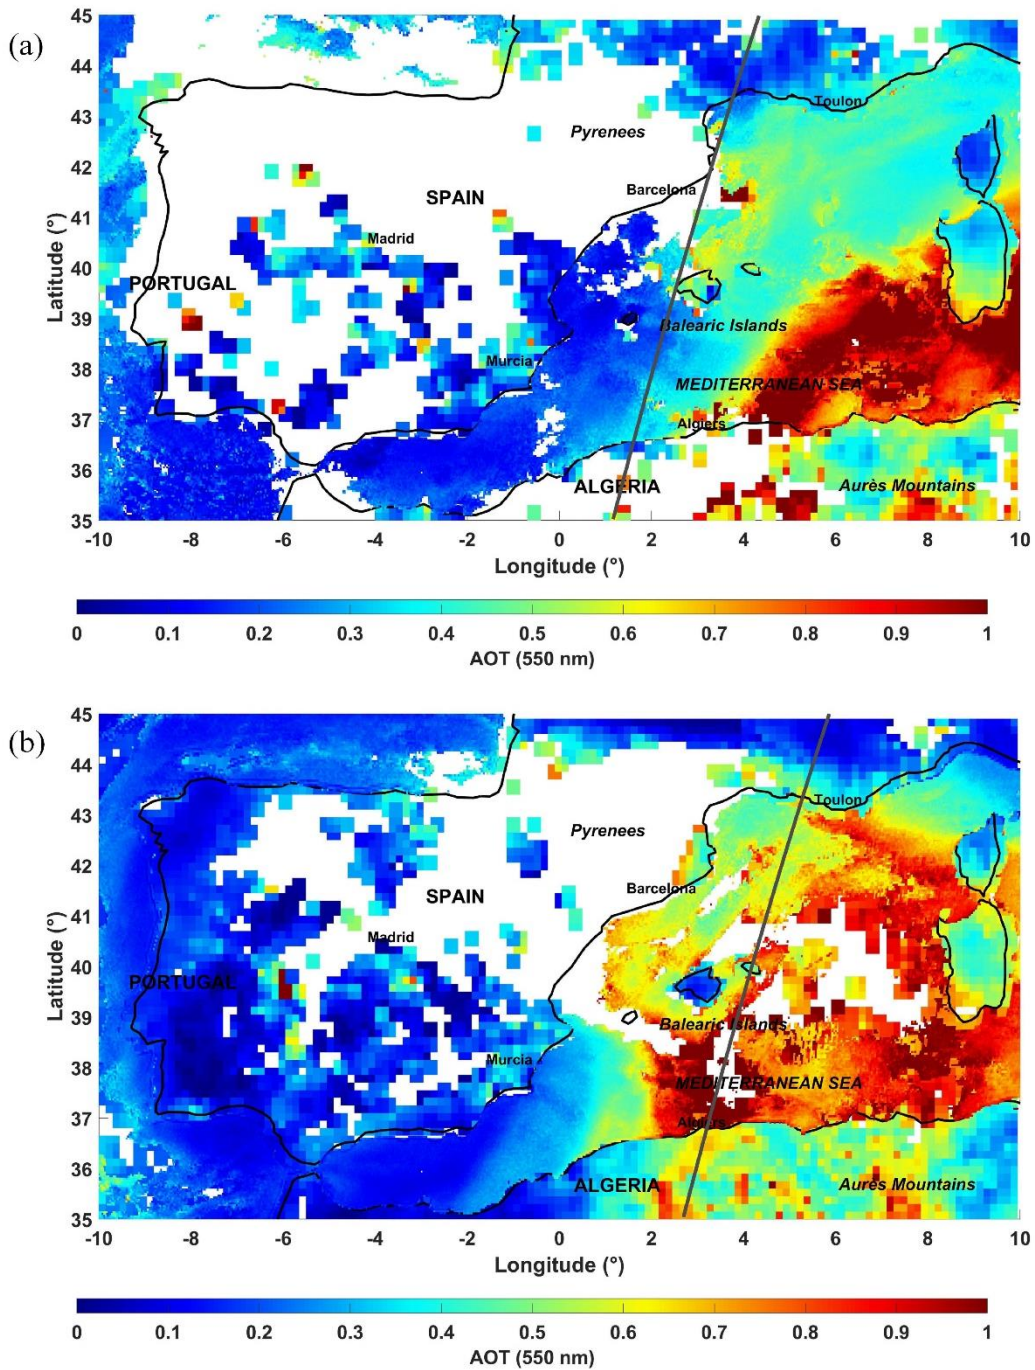 (a)
45
44
43
42
41
40
39
38
37
36
35
Latitude (°)
Toulon
Pyrenees
Barcelona
SPAIN
Madrid
PORTUGAL
Balearic Islands
Murcia
MEDITERRANEAN SEA
Algiers
ALGERIA
Aurès Mountains
-10 -8 -6 -4 -2 0 2 4 6 8 10
Longitude (°)
0 0.1 0.2 0.3 0.4 0.5 0.6 0.7 0.8 0.9 1
AOT (550 nm)
(b)
45
44
43
42
41
40
39
38
37
36
35
Latitude (°)
Toulon
Pyrenees
Barcelona
SPAIN
Madrid
PORTUGAL
Balearic Islands
Murcia
MEDITERRANEAN SEA
Algiers
ALGERIA
Aurès Mountains
-10 -8 -6 -4 -2 0 2 4 6 8 10
Longitude (°)
0 0.1 0.2 0.3 0.4 0.5 0.6 0.7 0.8 0.9 1
AOT (550 nm)